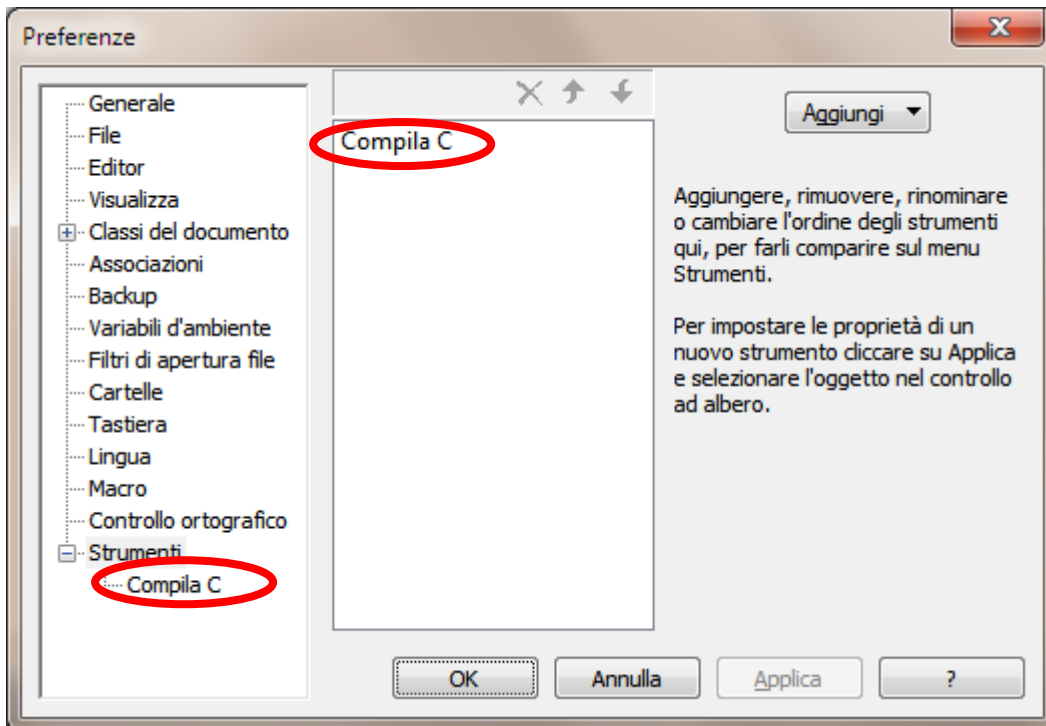 Preferenze
Generale
File
Editor
Visualizza
Classi del documento
Associazioni
Backup
Variabili d'ambiente
Filtri di apertura file
Cartelle
Tastiera
Lingua
Macro
Controllo ortografico
Strumenti
Compila C
Compila C
Aggiungi
Aggiungere, rimuovere, rinominare
o cambiare l'ordine degli strumenti
qui, per farli comparire sul menu
Strumenti.
Per impostare le proprietà di un
nuovo strumento cliccare su Applica
e selezionare l'oggetto nel controllo
ad albero.
OK
Annulla
Applica
?